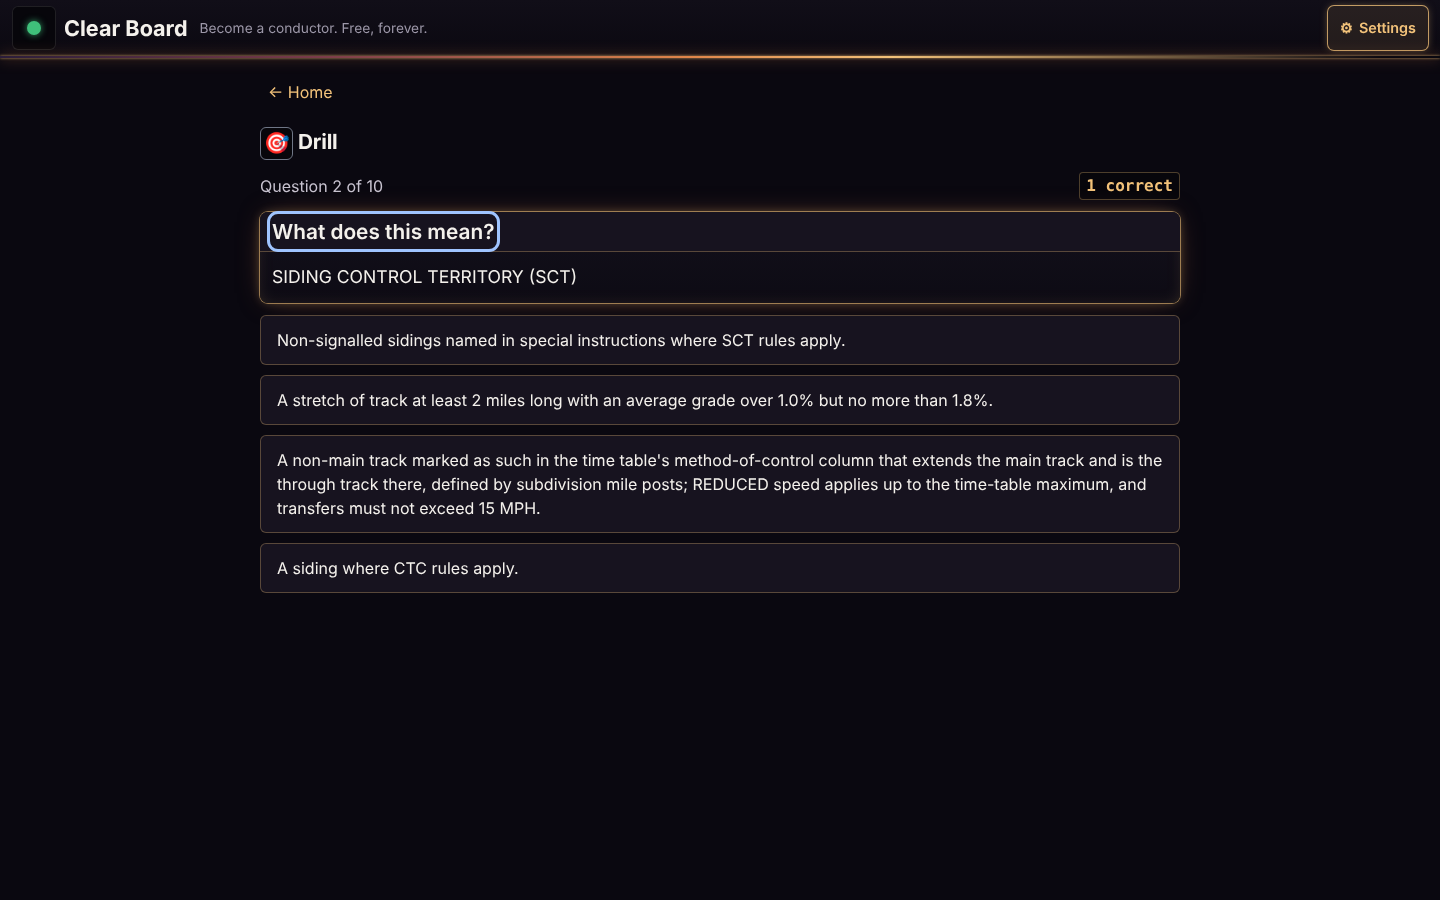 Clear Board
Become a conductor. Free, forever.
⚙ Settings
← Home
Drill
Question 2 of 10
1 correct
What does this mean?
SIDING CONTROL TERRITORY (SCT)
Non-signalled sidings named in special instructions where SCT rules apply.
A stretch of track at least 2 miles long with an average grade over 1.0% but no more than 1.8%.
A non-main track marked as such in the time table's method-of-control column that extends the main track and is the
through track there, defined by subdivision mile posts; REDUCED speed applies up to the time-table maximum, and
transfers must not exceed 15 MPH.
A siding where CTC rules apply.